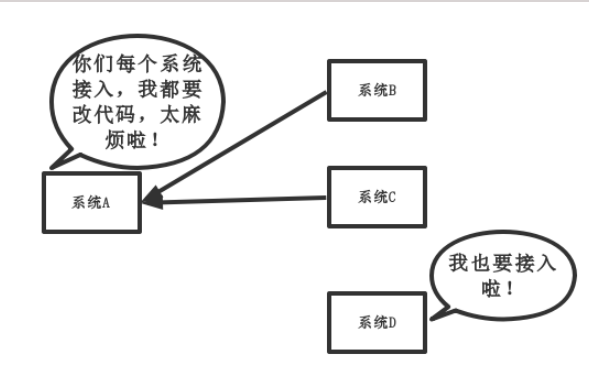 你们每个系统
接入，我都要
改代码，太麻
烦啦！
系统A
系统B
系统C
我也要接入
啦！
系统D